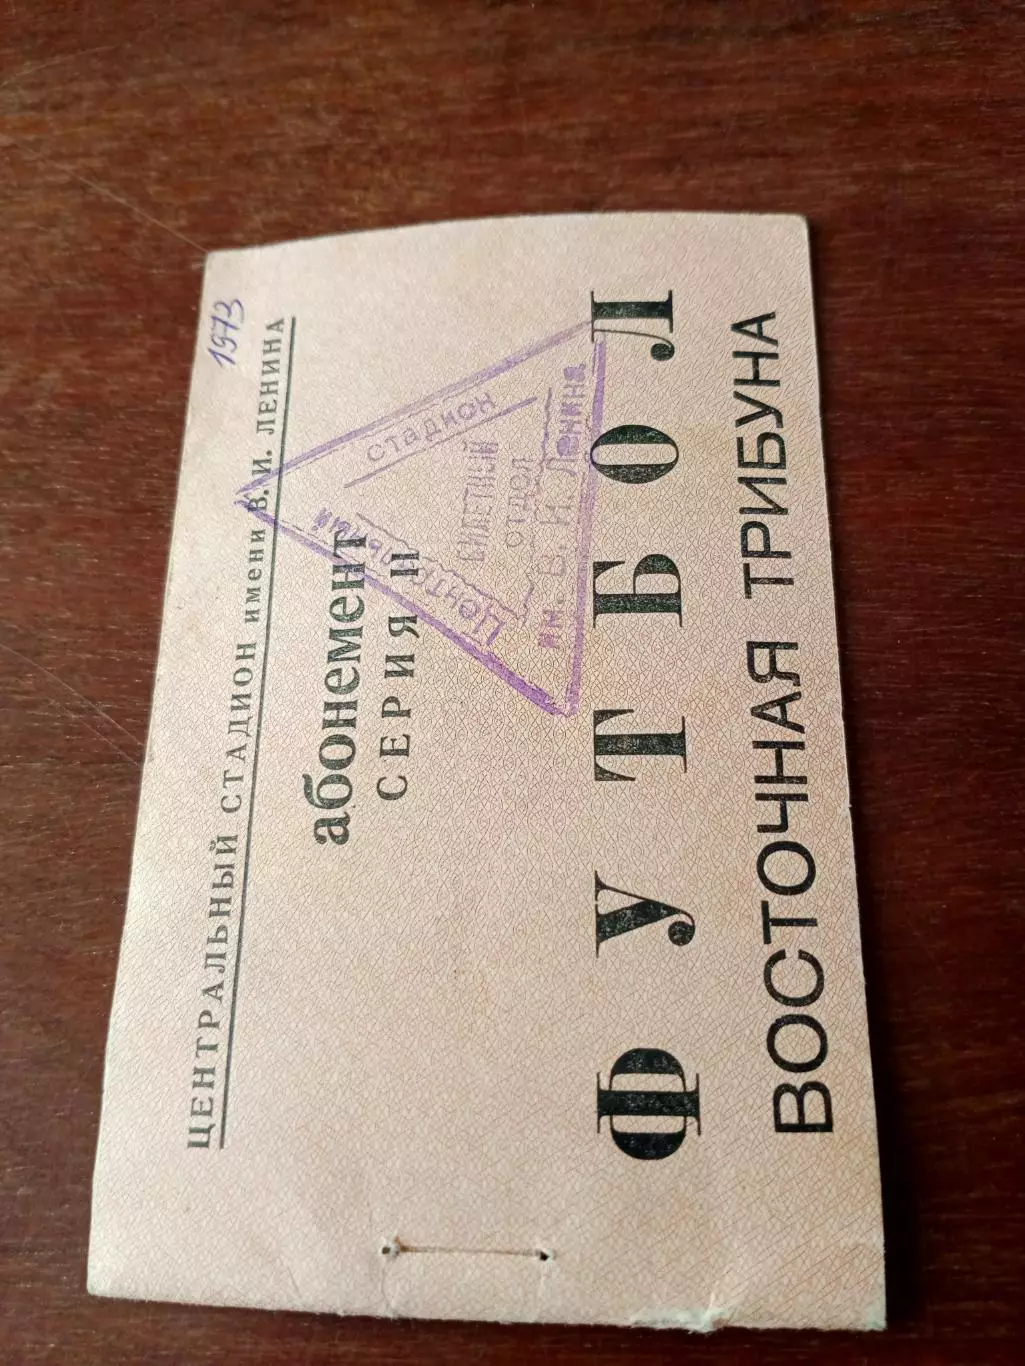 1973
ЦЕНТРАЛЬНЫЙ СТАДИОН имени В. И. ЛЕНИНА
абонемент
СЕРИЯ II
Центральный
стадион
БИЛЕТНЫЙ
ОТДЕЛ
им. В. И. Ленина
ФУТБОЛ
ВОСТОЧНАЯ ТРИБУНА